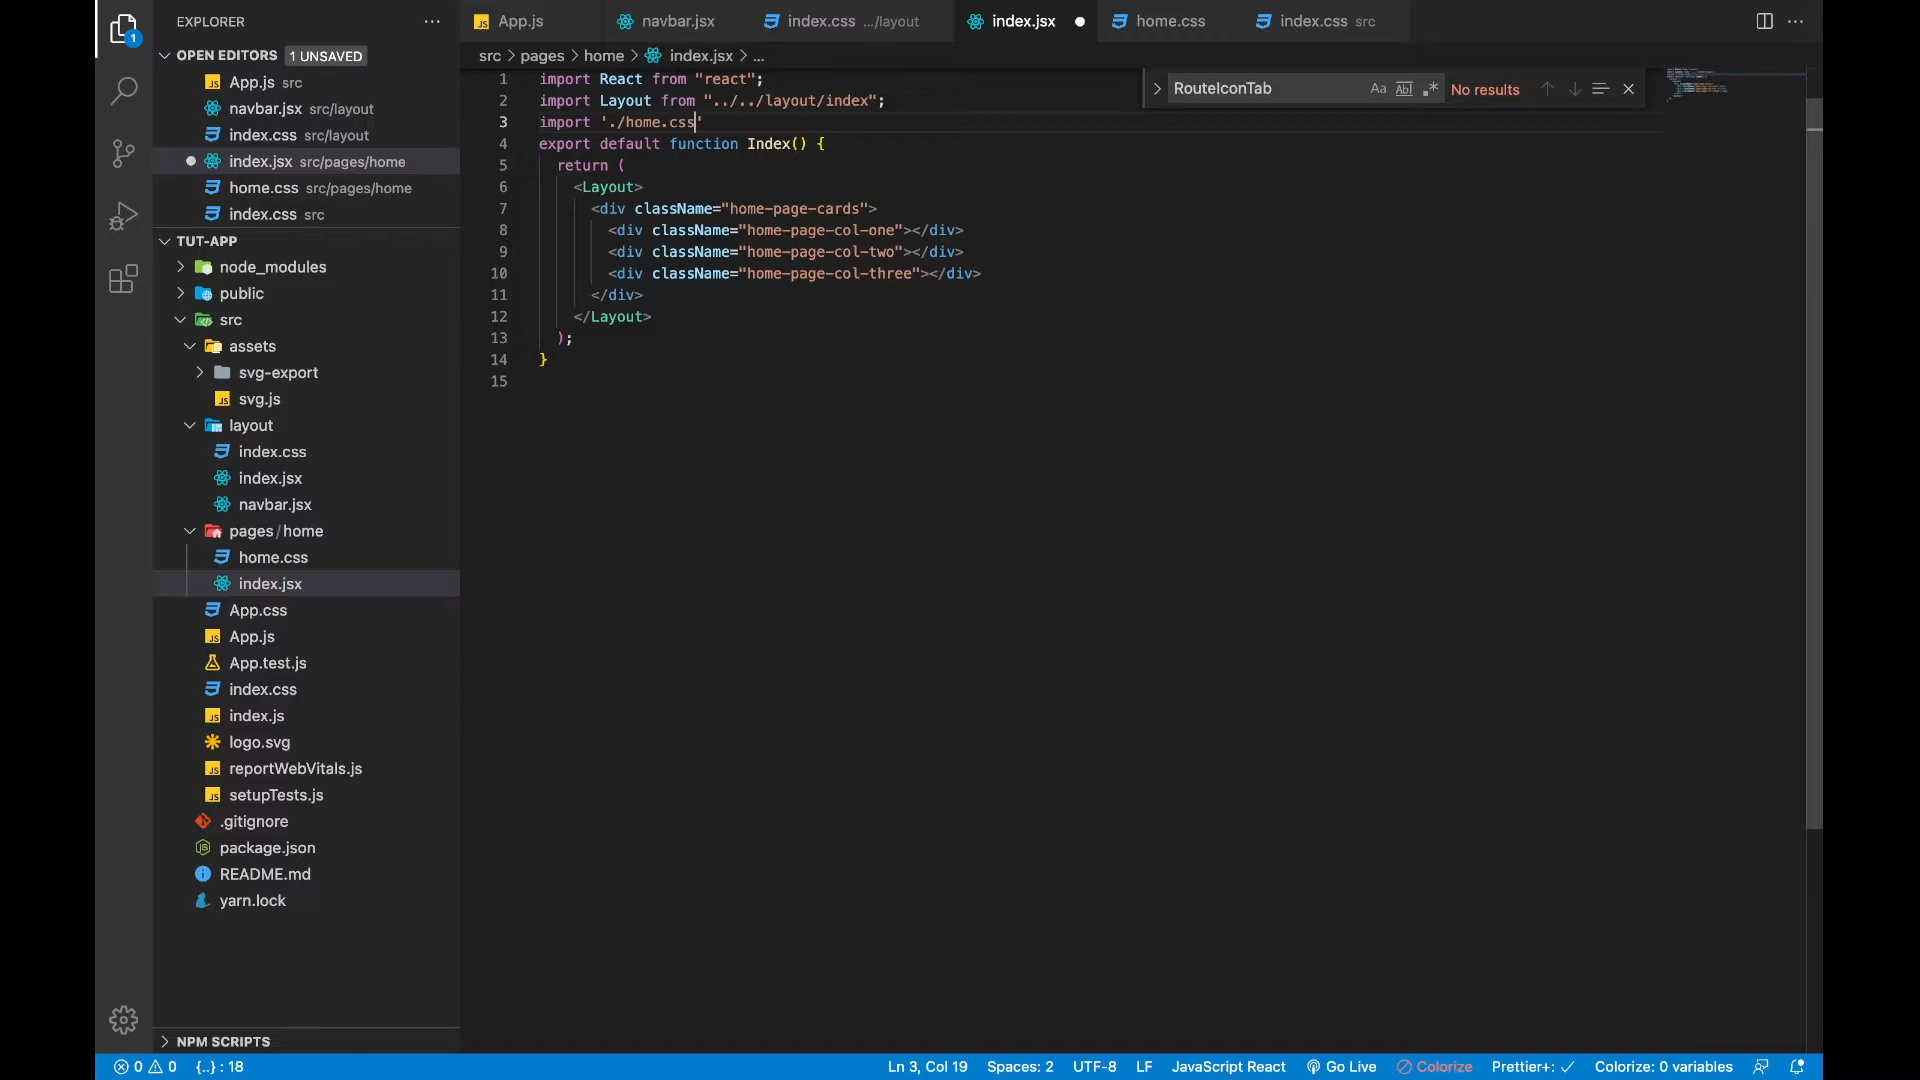 EXPLORER
OPEN EDITORS 1 UNSAVED
App.js src
navbar.jsx src/layout
index.css src/layout
index.jsx src/pages/home
home.css src/pages/home
index.css src
TUT-APP
node_modules
public
src
assets
svg-export
svg.js
layout
index.css
index.jsx
navbar.jsx
pages/home
home.css
index.jsx
App.css
App.js
App.test.js
index.css
index.js
logo.svg
reportWebVitals.js
setupTests.js
.gitignore
package.json
README.md
yarn.lock
NPM SCRIPTS
1
App.js navbar.jsx index.css .../layout index.jsx home.css index.css src
src > pages > home > index.jsx > ...
RouteIconTab Aa Abl .* No results
1 import React from "react";
2 import Layout from "../../layout/index";
3 import './home.css'
4 export default function Index() {
5 return (
6 <Layout>
7 <div className="home-page-cards">
8 <div className="home-page-col-one"></div>
9 <div className="home-page-col-two"></div>
10 <div className="home-page-col-three"></div>
11 </div>
12 </Layout>
13 );
14 }
15
0 0 {..} : 18 Ln 3, Col 19 Spaces: 2 UTF-8 LF JavaScript React Go Live Colorize Prettier+: ✓ Colorize: 0 variables